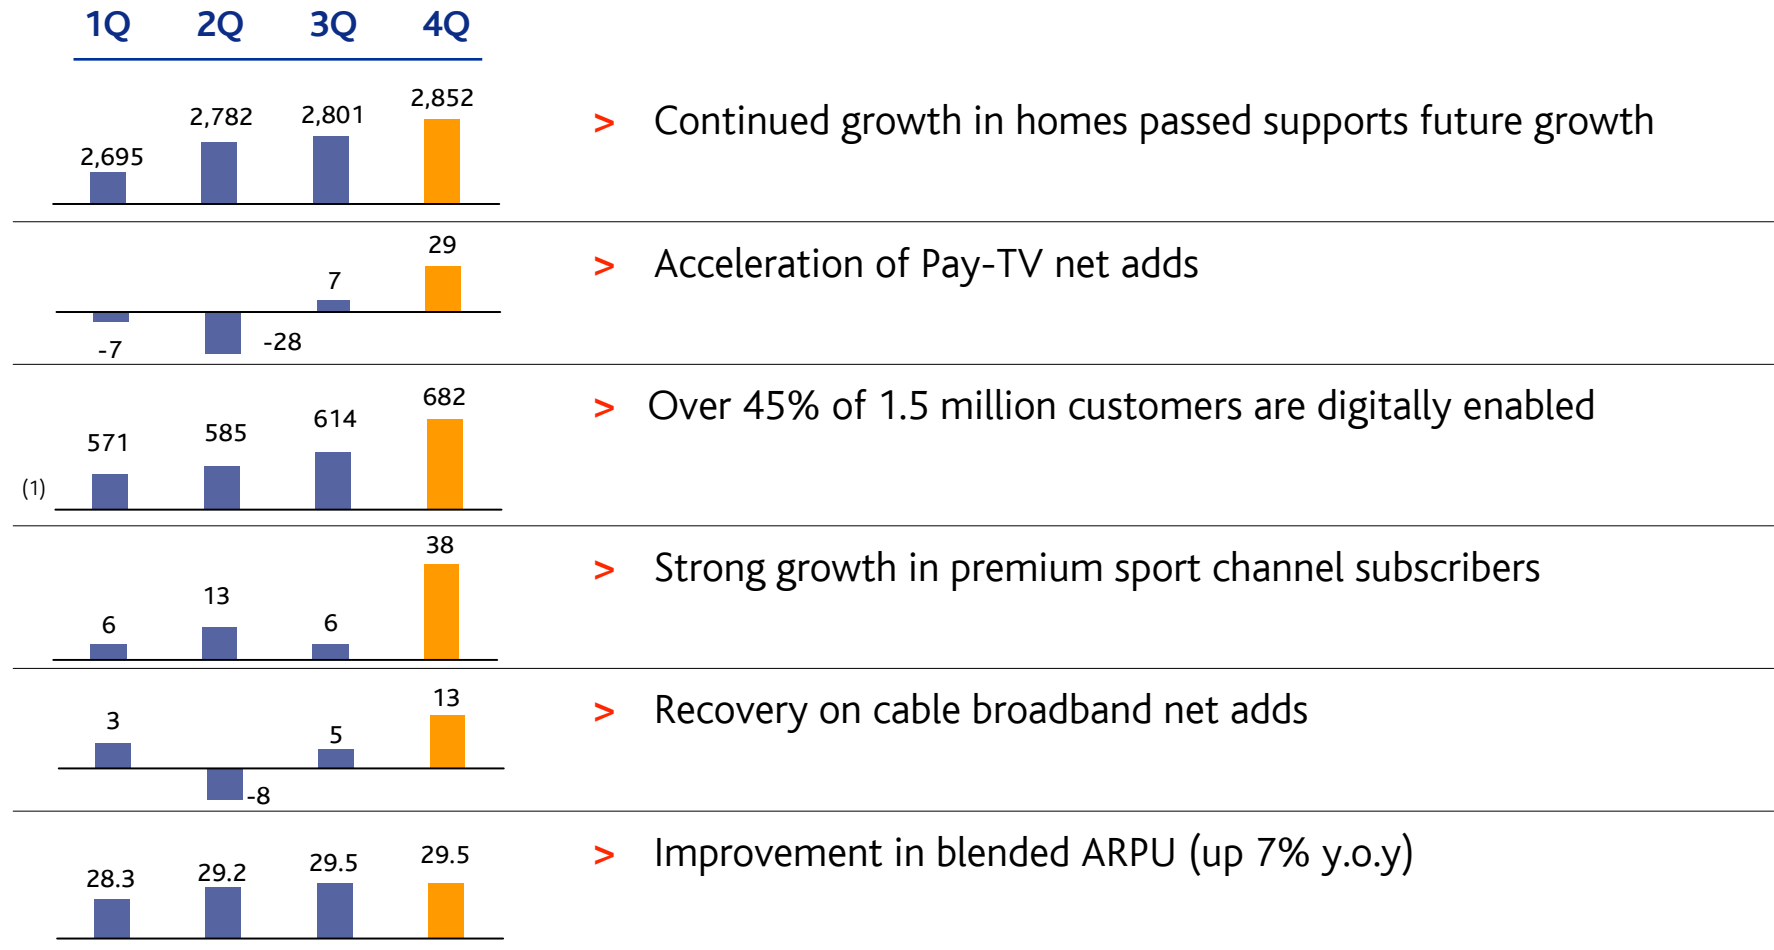 1Q 2Q 3Q 4Q
2,695 2,782 2,801 2,852
> Continued growth in homes passed supports future growth
-7 -28 7 29
> Acceleration of Pay-TV net adds
(1) 571 585 614 682
> Over 45% of 1.5 million customers are digitally enabled
6 13 6 38
> Strong growth in premium sport channel subscribers
3 -8 5 13
> Recovery on cable broadband net adds
28.3 29.2 29.5 29.5
> Improvement in blended ARPU (up 7% y.o.y)